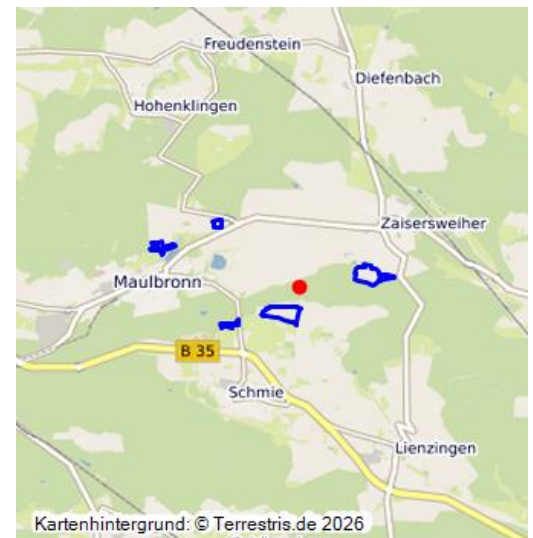 Freudenstein
Diefenbach
Hohenklingen
Zaisersweiher
Maulbronn
B 35
Schmie
Lienzingen
Kartenhintergrund: © Terrestris.de 2026